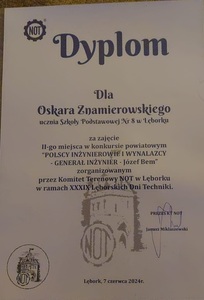 NOT
Dyplom
Dla
Oskara Znamierowskiego
ucznia Szkoły Podstawowej Nr 8 w Lęborku
za zajęcie
II-go miejsca w konkursie powiatowym
"POLSCY INŻYNIEROWIE I WYNALAZCY
- GENERAŁ INŻYNIER - Józef Bem"
zorganizowanym
przez Komitet Terenowy NOT w Lęborku
w ramach XXXIX Lęborskich Dni Techniki.
PREZYDENT NOT
NOT
Lębork, 7 czerwca 2024r.